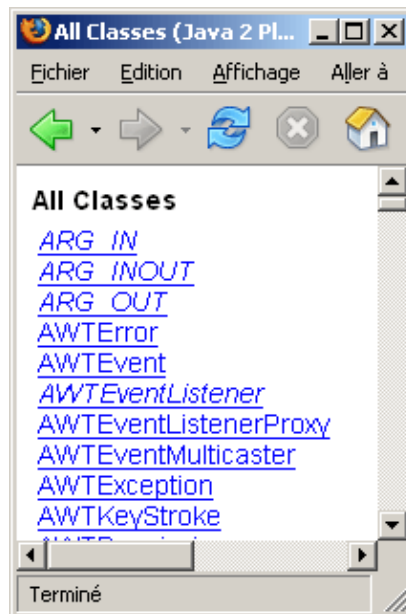 All Classes (Java 2 Pl...
Fichier Edition Affichage Aller à
All Classes
ARG_IN
ARG_INOUT
ARG_OUT
AWTError
AWTEvent
AWTEventListener
AWTEventListenerProxy
AWTEventMulticaster
AWTException
AWTKeyStroke
Terminé